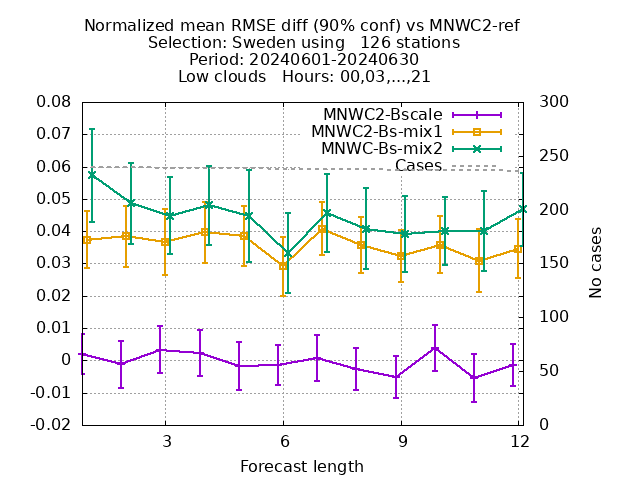 Normalized mean RMSE diff (90% conf) vs MNWC2-ref
Selection: Sweden using   126 stations
Period: 20240601-20240630
Low clouds   Hours: 00,03,...,21
0.08
0.07
0.06
0.05
0.04
0.03
0.02
0.01
0
-0.01
-0.02
MNWC2-Bscale
MNWC2-Bs-mix1
MNWC-Bs-mix2
Cases
300
250
200
150
100
50
0
No cases
3
6
9
12
Forecast length